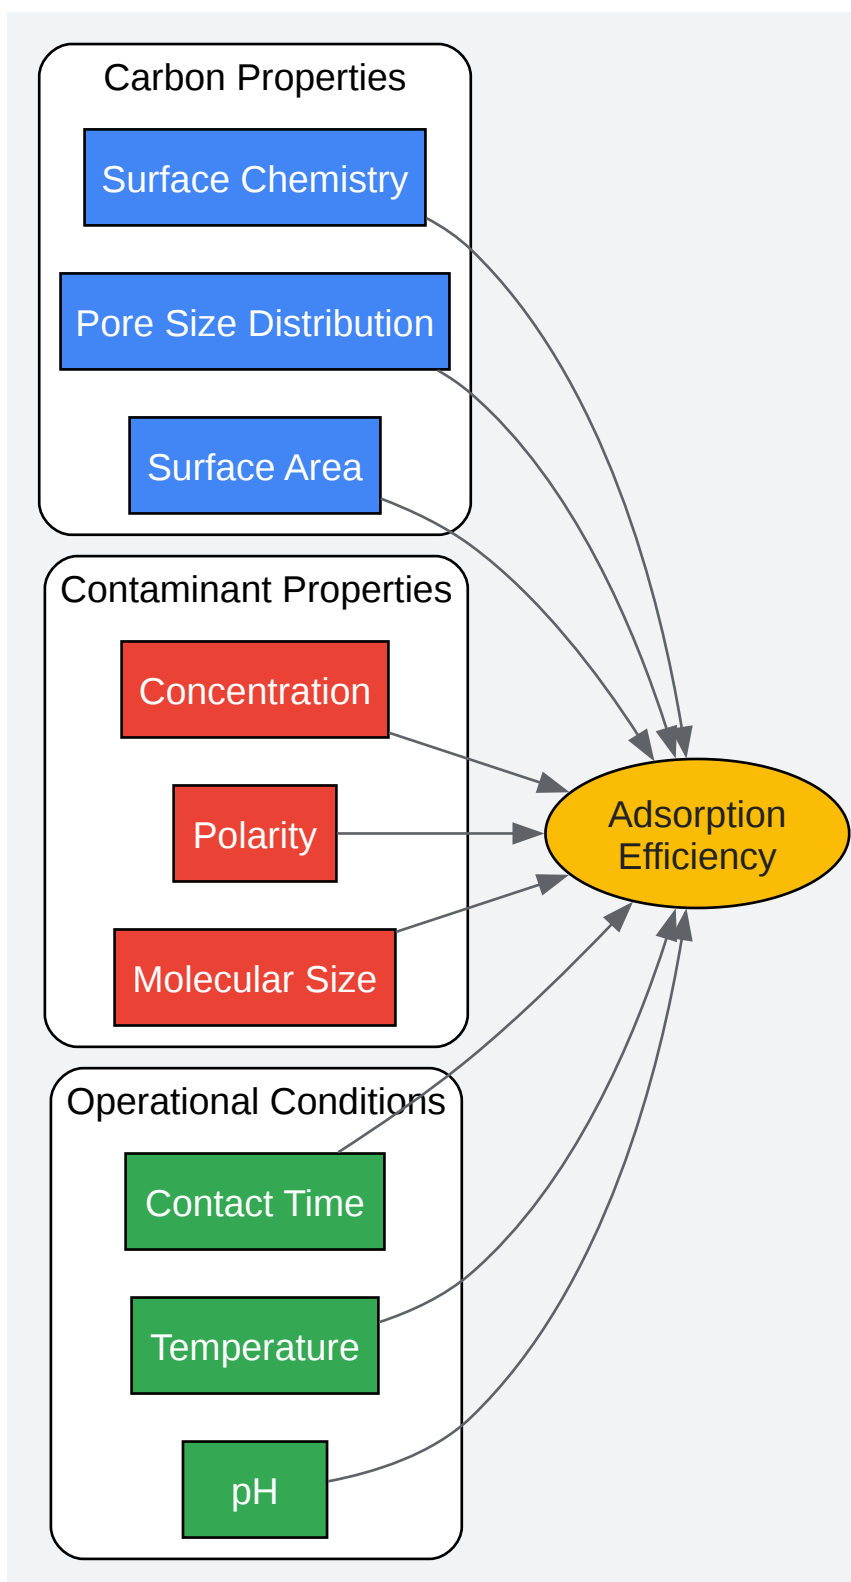 Carbon Properties
Surface Chemistry
Pore Size Distribution
Surface Area
Contaminant Properties
Concentration
Polarity
Molecular Size
Adsorption
Efficiency
Operational Conditions
Contact Time
Temperature
pH